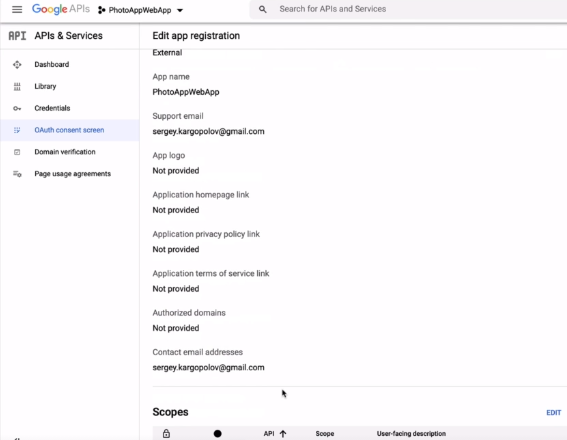 Google APIs PhotoAppWebApp Search for APIs and Services
API APIs & Services
Edit app registration
Dashboard
Library
Credentials
OAuth consent screen
Domain verification
Page usage agreements
External
App name
PhotoAppWebApp
Support email
sergey.kargopolov@gmail.com
App logo
Not provided
Application homepage link
Not provided
Application privacy policy link
Not provided
Application terms of service link
Not provided
Authorized domains
Not provided
Contact email addresses
sergey.kargopolov@gmail.com
Scopes EDIT
API Scope User-facing description